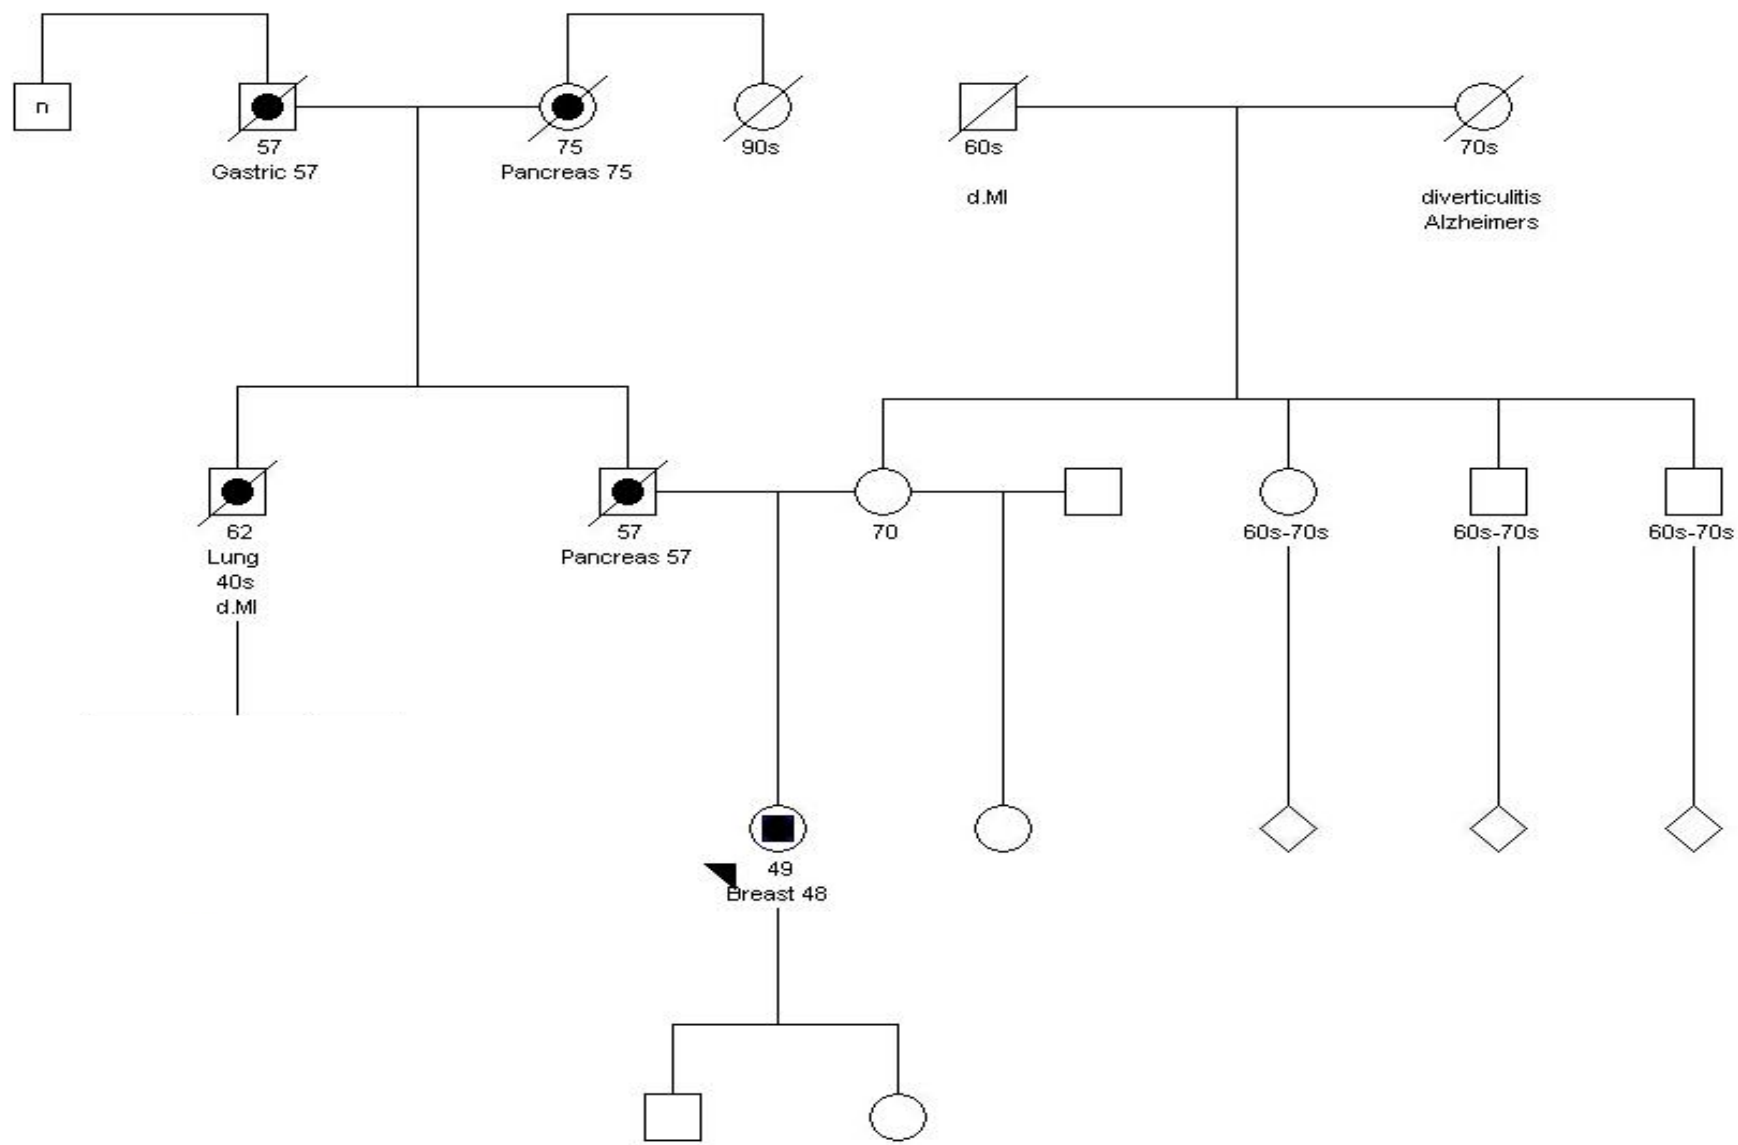 n
57
Gastric 57
75
Pancreas 75
90s
60s
d.MI
70s
diverticulitis
Alzheimers
62
Lung
40s
d.MI
57
Pancreas 57
70
60s-70s
60s-70s
60s-70s
49
Breast 48